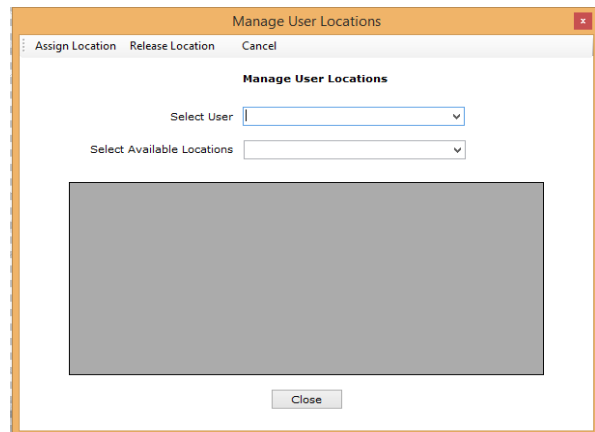 Manage User Locations
x
Assign Location Release Location Cancel
Manage User Locations
Select User
Select Available Locations
Close